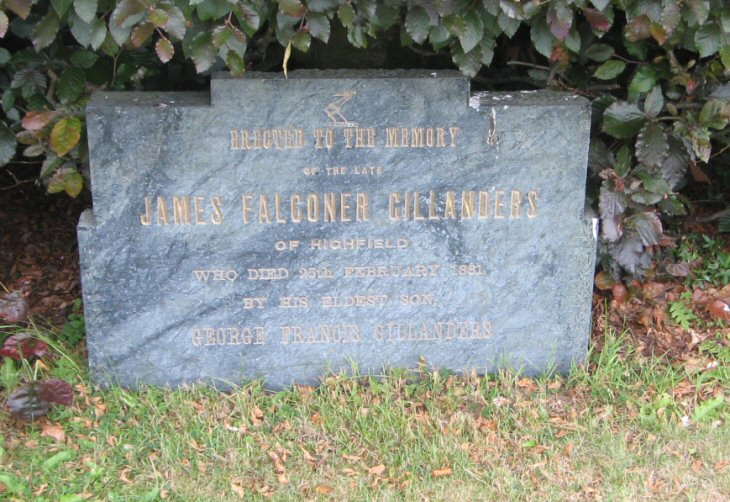 ERECTED TO THE MEMORY
OF THE LATE
JAMES FALCONER GILLANDERS
OF HIGHFIELD
WHO DIED 25th FEBRUARY 1881.
BY HIS ELDEST SON,
GEORGE FRANCIS GILLANDERS